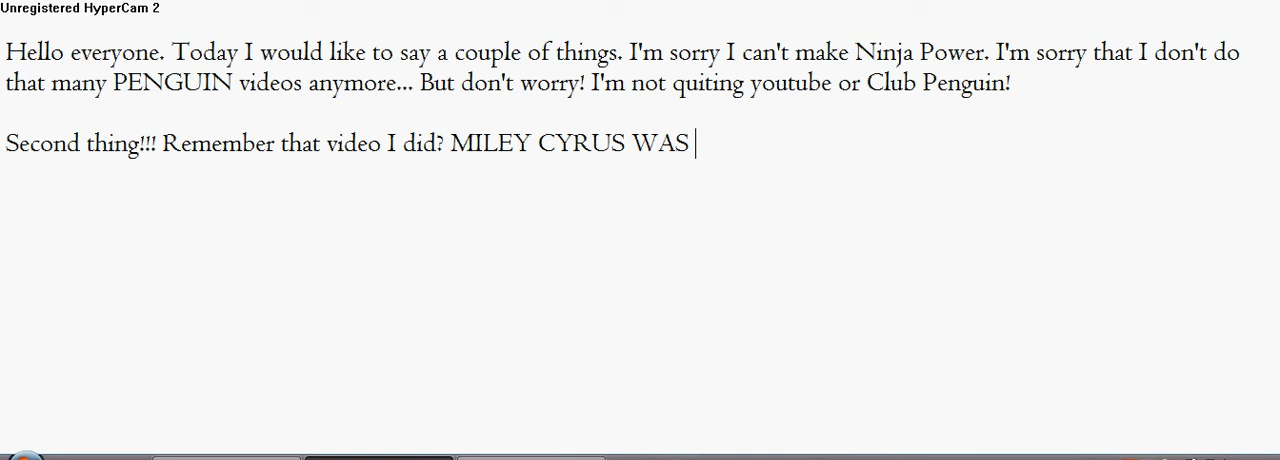 Unregistered HyperCam 2
Hello everyone. Today I would like to say a couple of things. I'm sorry I can't make Ninja Power. I'm sorry that I don't do
that many PENGUIN videos anymore... But don't worry! I'm not quiting youtube or Club Penguin!
Second thing!!! Remember that video I did? MILEY CYRUS WAS